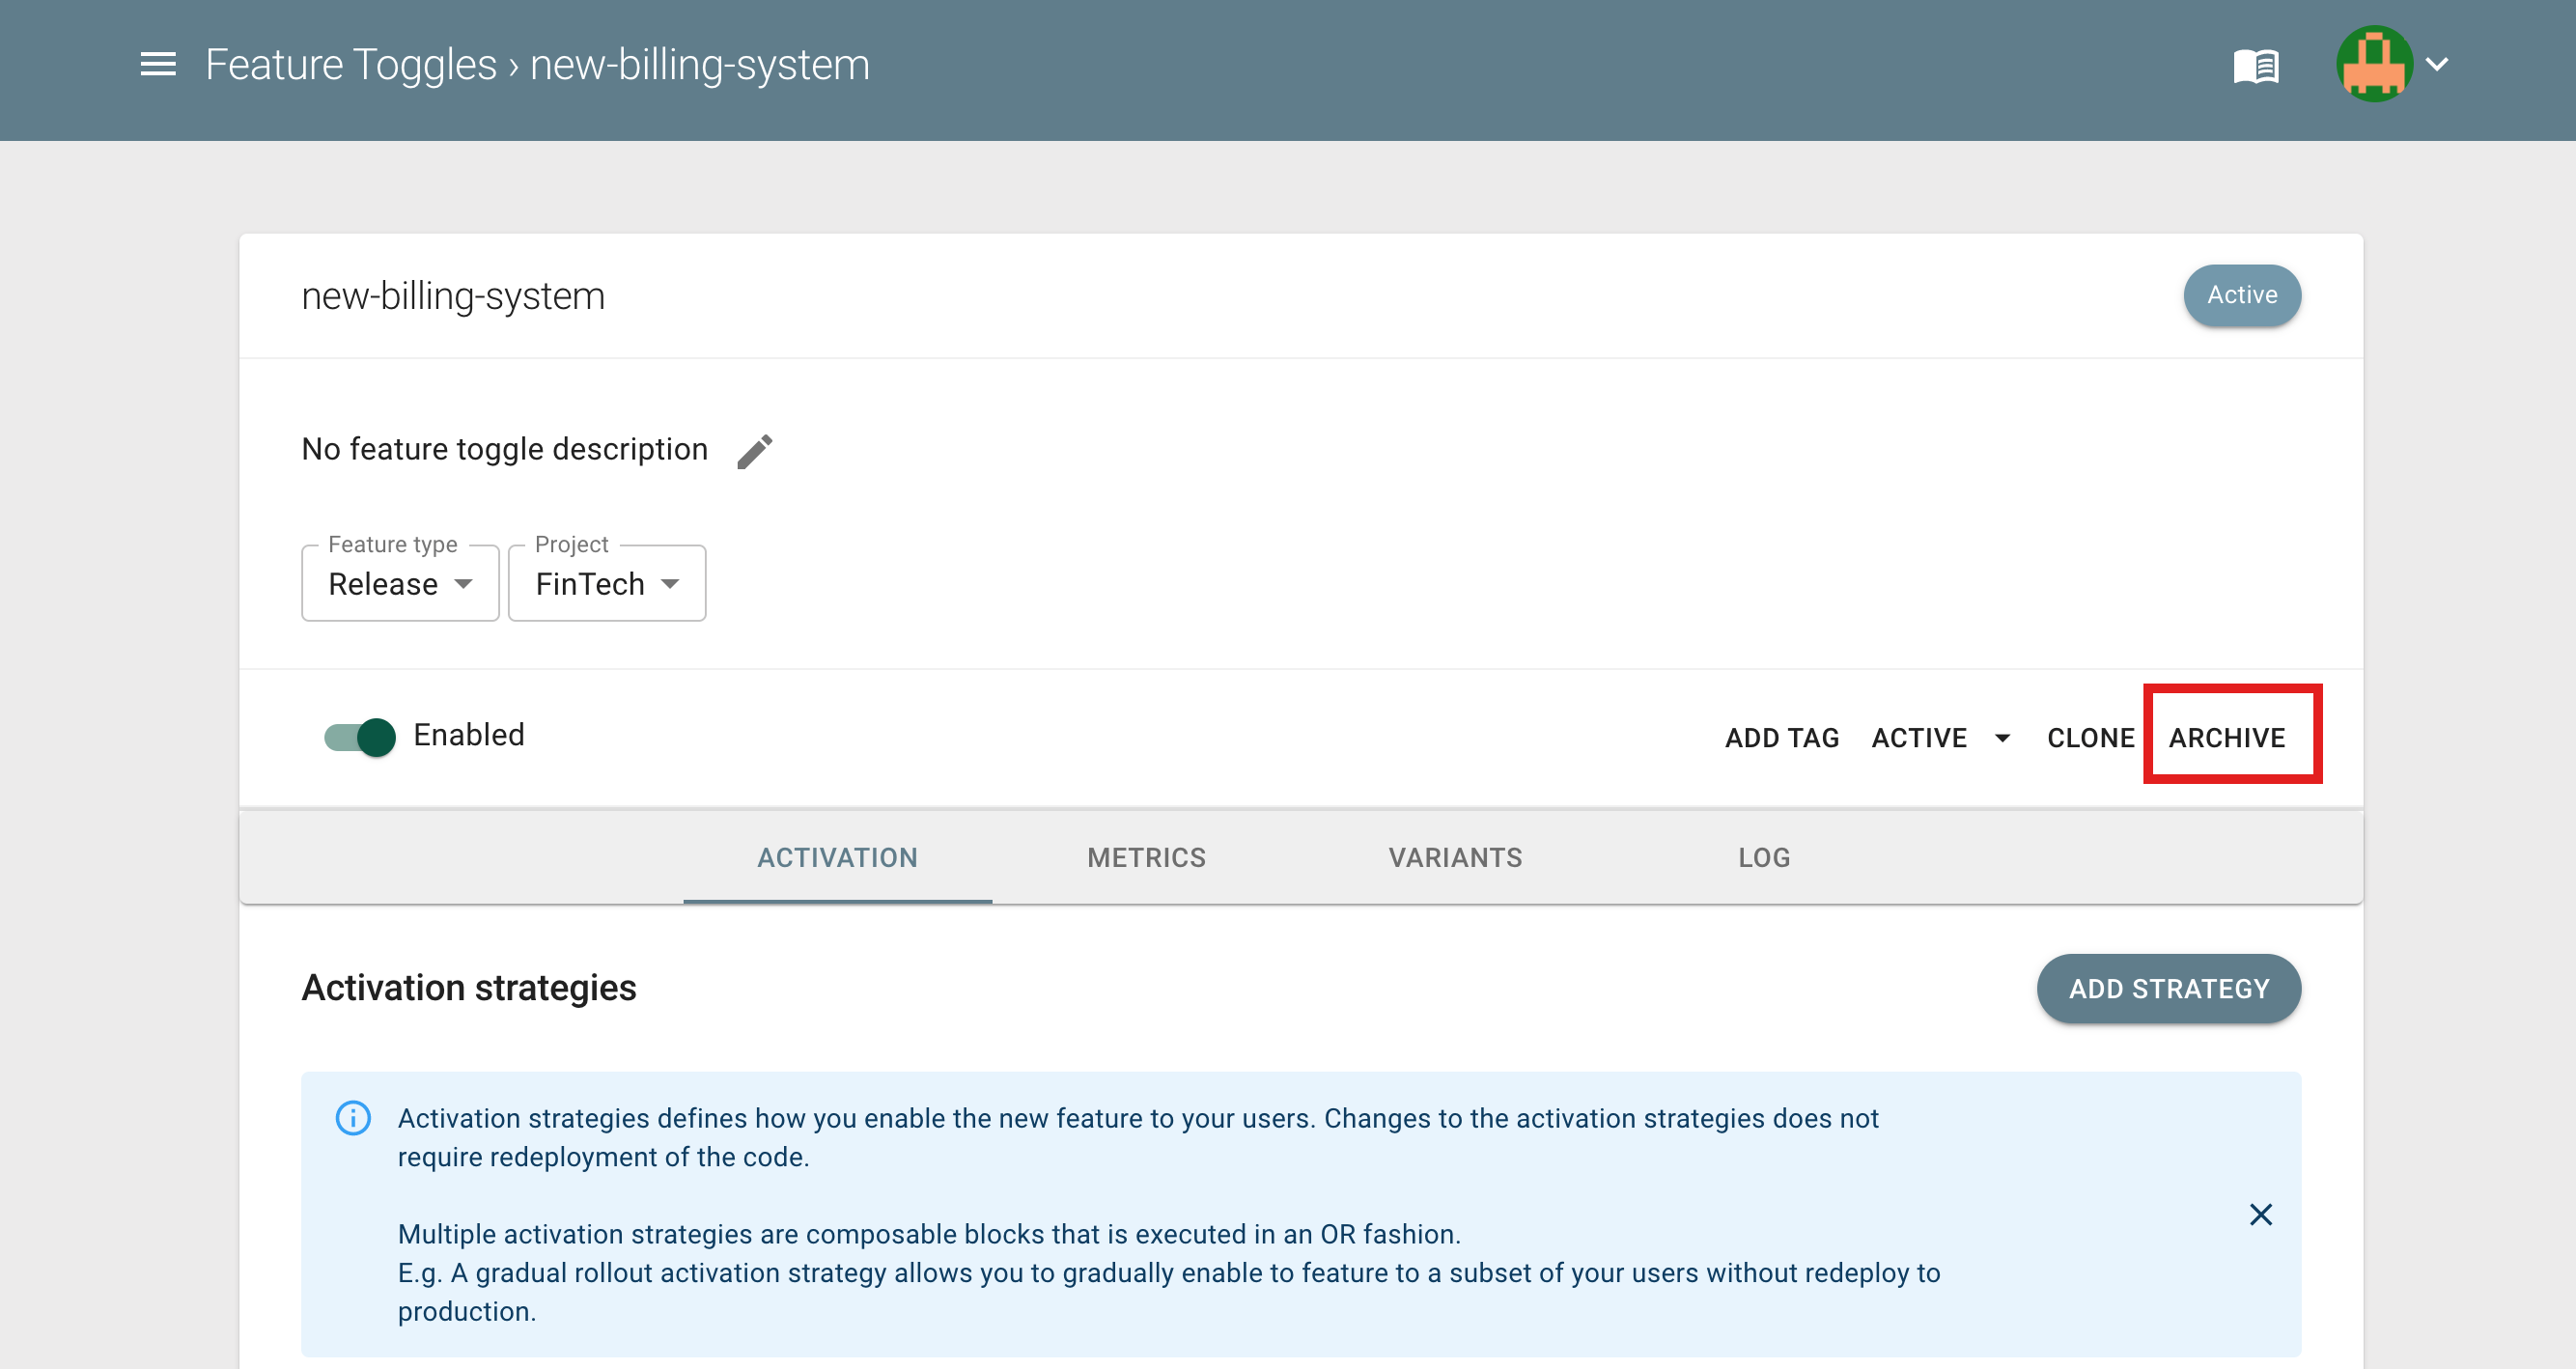 Feature Toggles › new-billing-system
new-billing-system
Active
No feature toggle description
Feature type
Release
Project
FinTech
Enabled
ADD TAG
ACTIVE
CLONE
ARCHIVE
ACTIVATION
METRICS
VARIANTS
LOG
Activation strategies
ADD STRATEGY
Activation strategies defines how you enable the new feature to your users. Changes to the activation strategies does not
require redeployment of the code.
Multiple activation strategies are composable blocks that is executed in an OR fashion.
E.g. A gradual rollout activation strategy allows you to gradually enable to feature to a subset of your users without redeploy to
production.